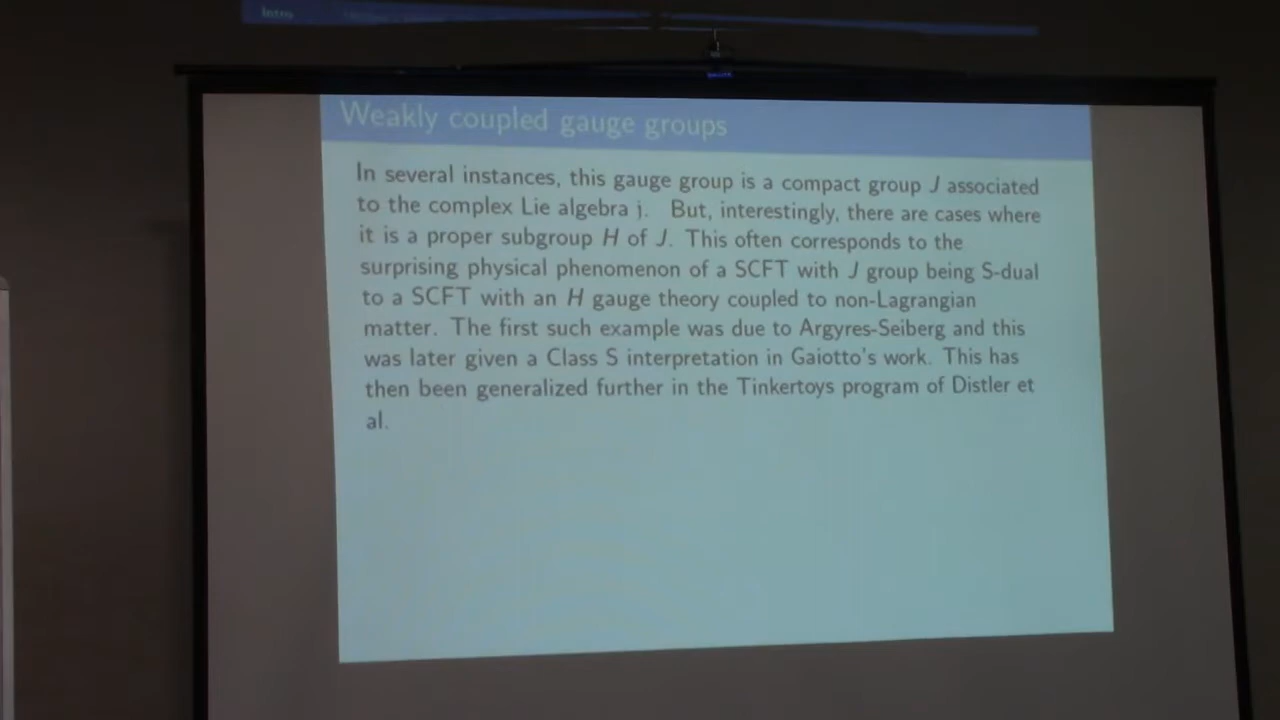 Intro
Weakly coupled gauge groups
In several instances, this gauge group is a compact group J associated
to the complex Lie algebra j. But, interestingly, there are cases where
it is a proper subgroup H of J. This often corresponds to the
surprising physical phenomenon of a SCFT with J group being S-dual
to a SCFT with an H gauge theory coupled to non-Lagrangian
matter. The first such example was due to Argyres-Seiberg and this
was later given a Class S interpretation in Gaiotto's work. This has
then been generalized further in the Tinkertoys program of Distler et
al.